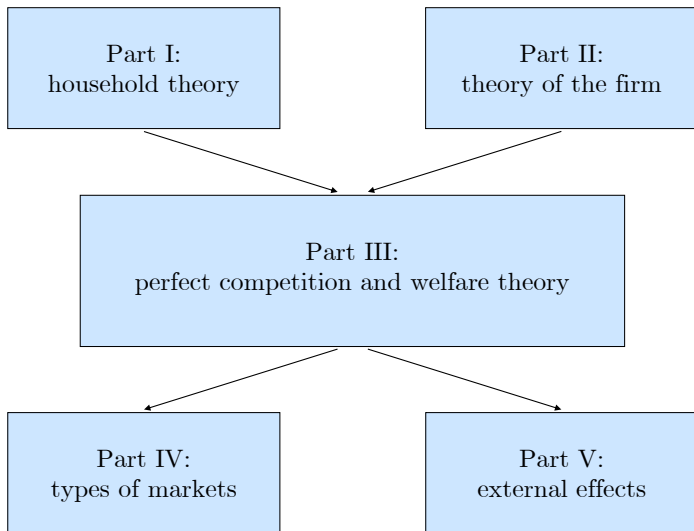 Part I:
household theory
Part II:
theory of the firm
Part III:
perfect competition and welfare theory
Part IV:
types of markets
Part V:
external effects